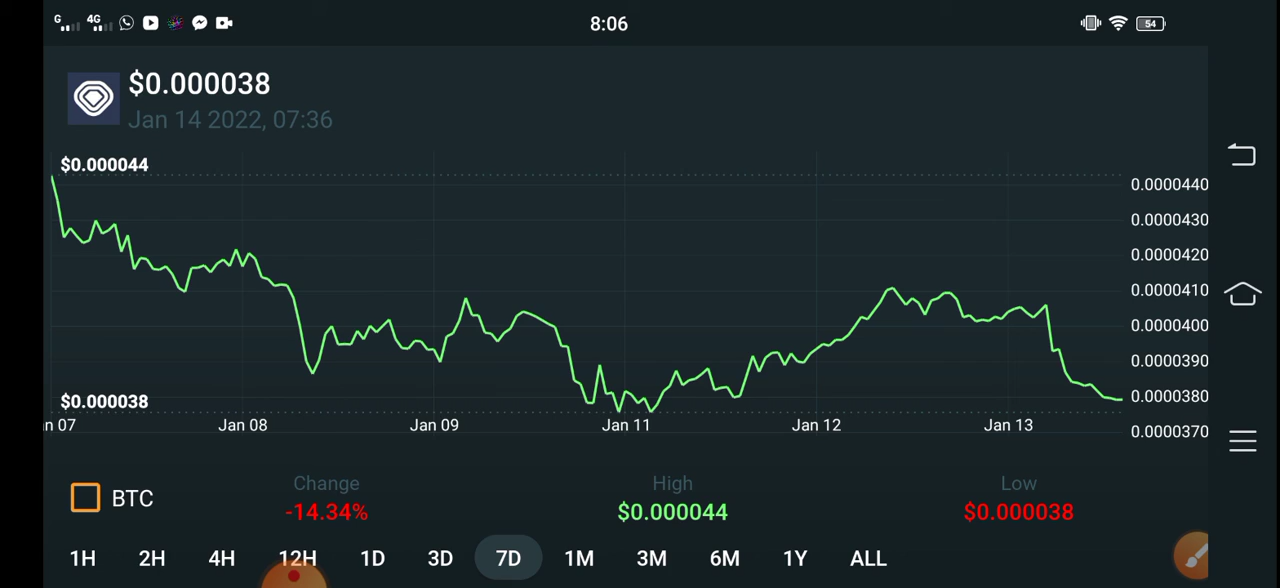 G 4G 8:06 54
$0.000038
Jan 14 2022, 07:36
$0.000044
0.0000440
0.0000430
0.0000420
0.0000410
0.0000400
0.0000390
$0.000038 0.0000380
n 07 Jan 08 Jan 09 Jan 11 Jan 12 Jan 13 0.0000370
Change High Low
BTC -14.34% $0.000044 $0.000038
1H 2H 4H 12H 1D 3D 7D 1M 3M 6M 1Y ALL